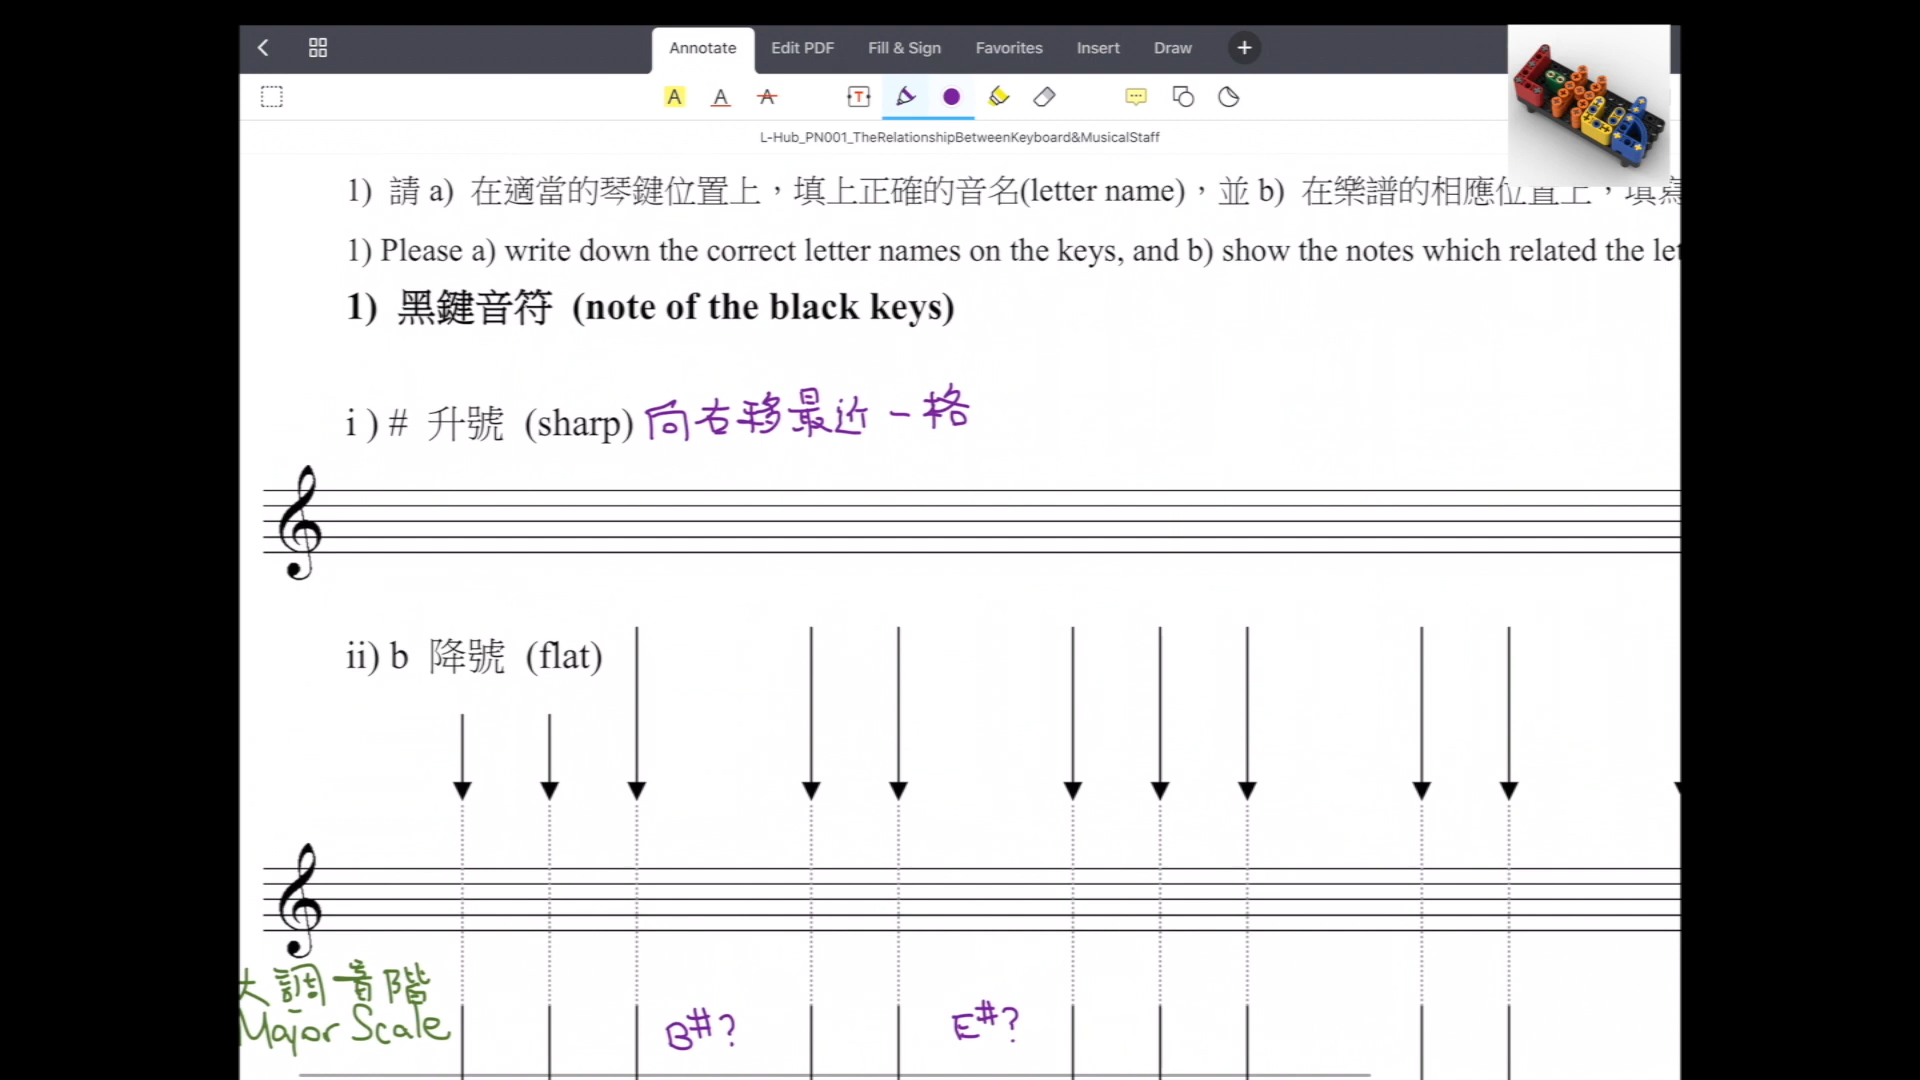 Annotate Edit PDF Fill & Sign Favorites Insert Draw
L-Hub_PN001_TheRelationshipBetweenKeyboard&MusicalStaff
1) 請 a) 在適當的琴鍵位置上，填上正確的音名(letter name)，並 b) 在樂譜的相應位置上，填寫
1) Please a) write down the correct letter names on the keys, and b) show the notes which related the let
1) 黑鍵音符 (note of the black keys)
i ) # 升號 (sharp) 向右移最近一格
ii) b 降號 (flat)
大調音階
Major Scale
B#? E#?